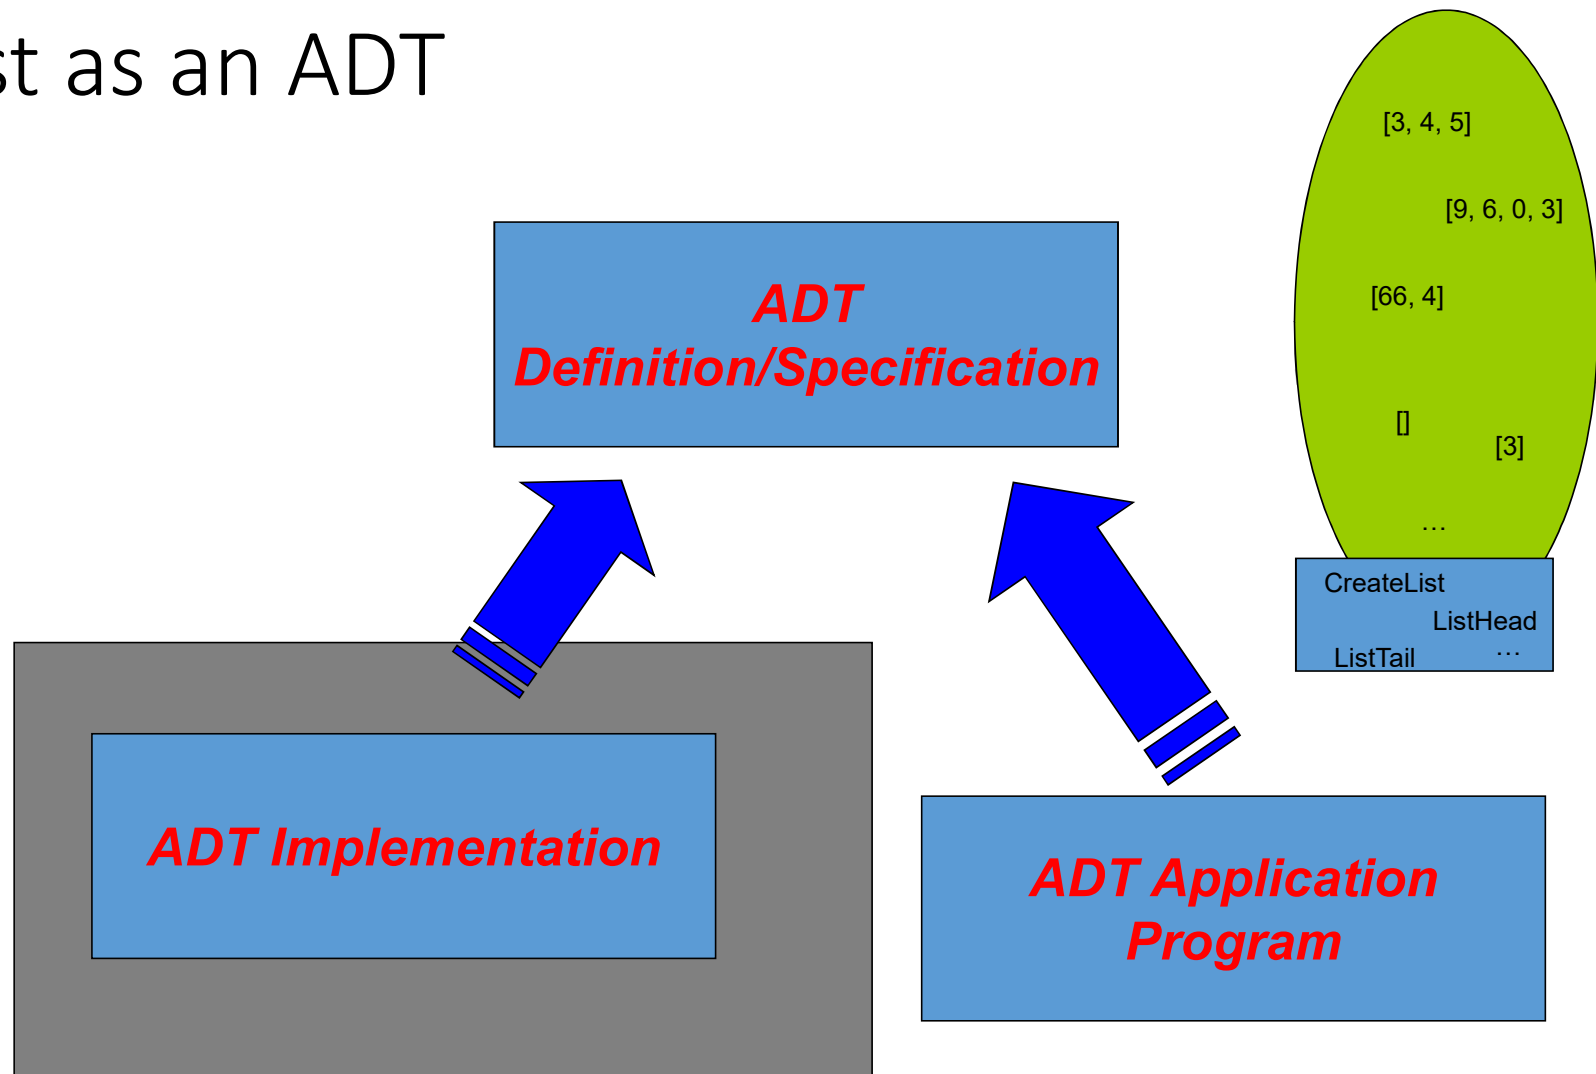 st as an ADT
[3, 4, 5]
[9, 6, 0, 3]
[66, 4]
[]
[3]
…
CreateList
ListHead
ListTail
…
ADT
Definition/Specification
ADT Implementation
ADT Application
Program